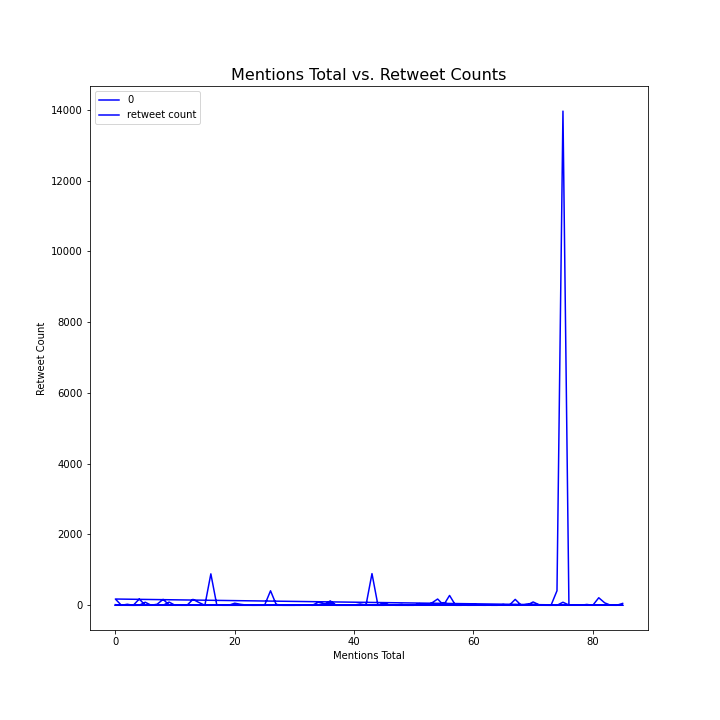 Mentions Total vs. Retweet Counts
0
retweet count
14000
12000
10000
8000
6000
4000
2000
0
Retweet Count
0 20 40 60 80
Mentions Total